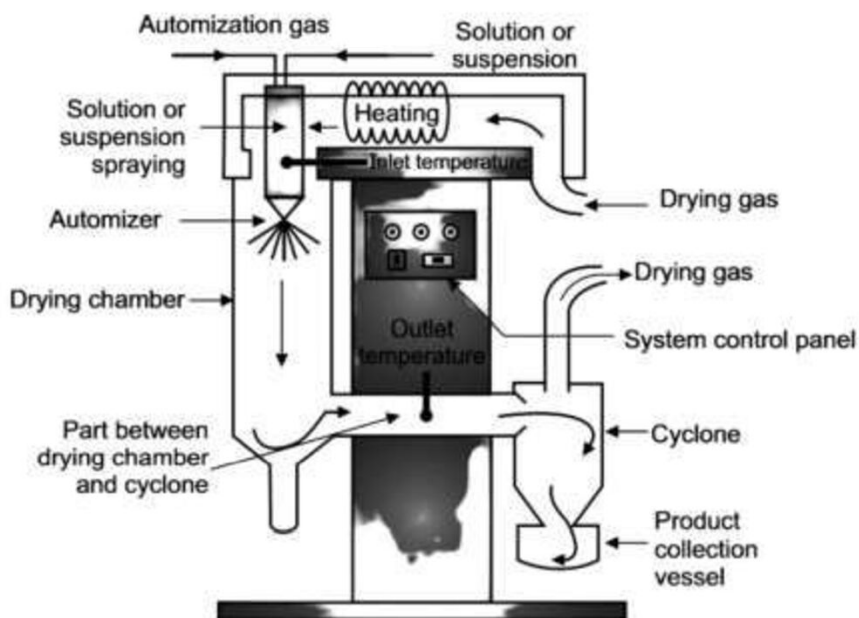 Automization gas
Solution or
suspension
Solution or
suspension
spraying
Heating
Inlet temperature
Automizer
Drying gas
Drying gas
Drying chamber
Outlet
temperature
System control panel
Part between
drying chamber
and cyclone
Cyclone
Product
collection
vessel